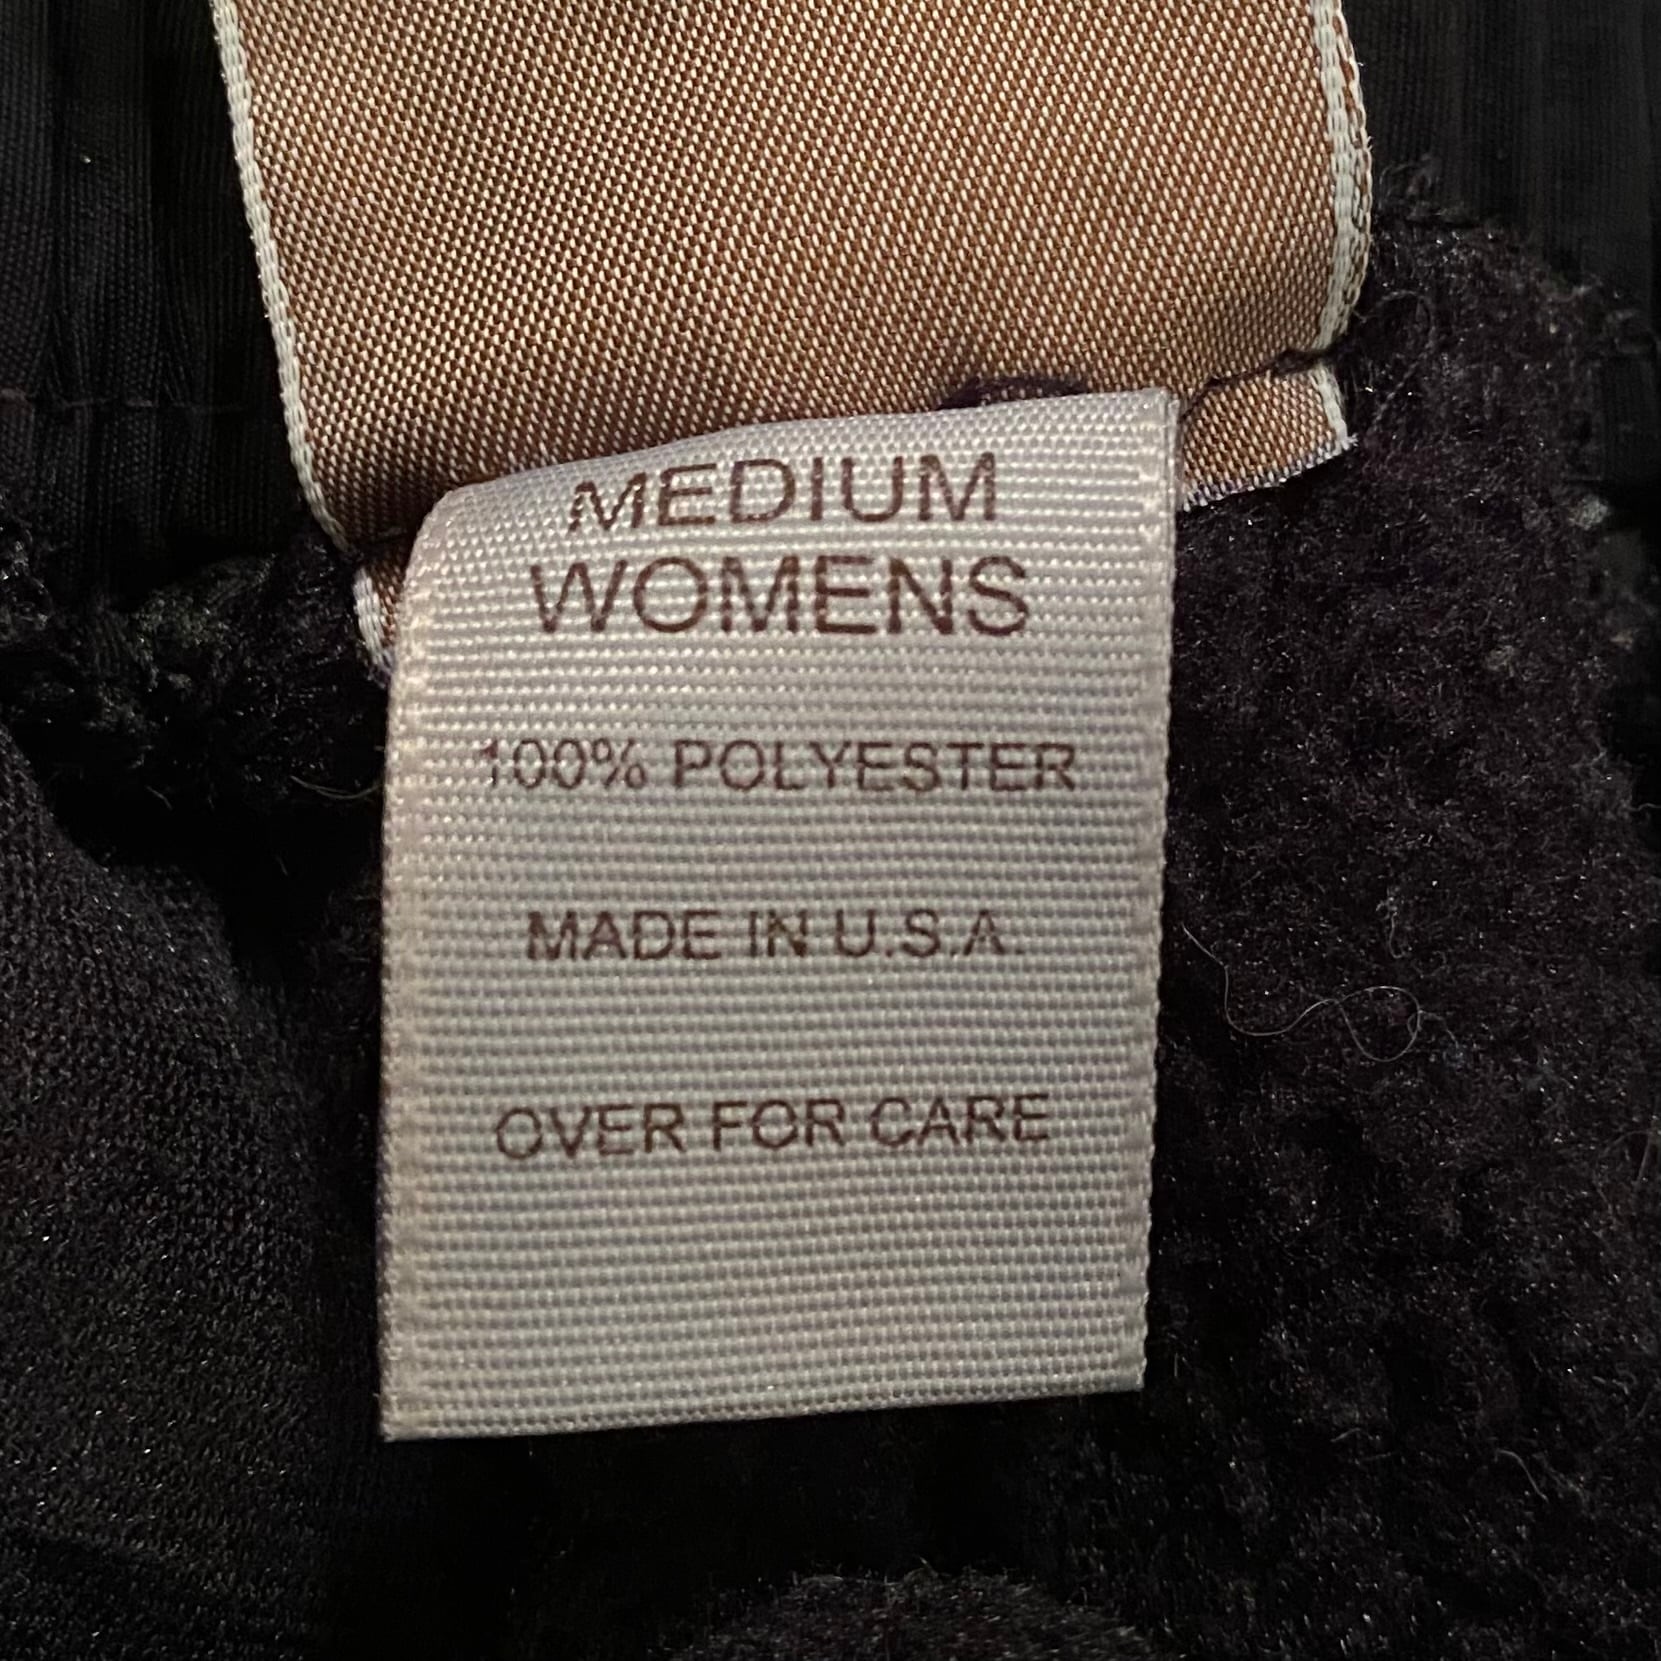 MEDIUM
WOMENS
100% POLYESTER
MADE IN U.S.A.
OVER FOR CARE